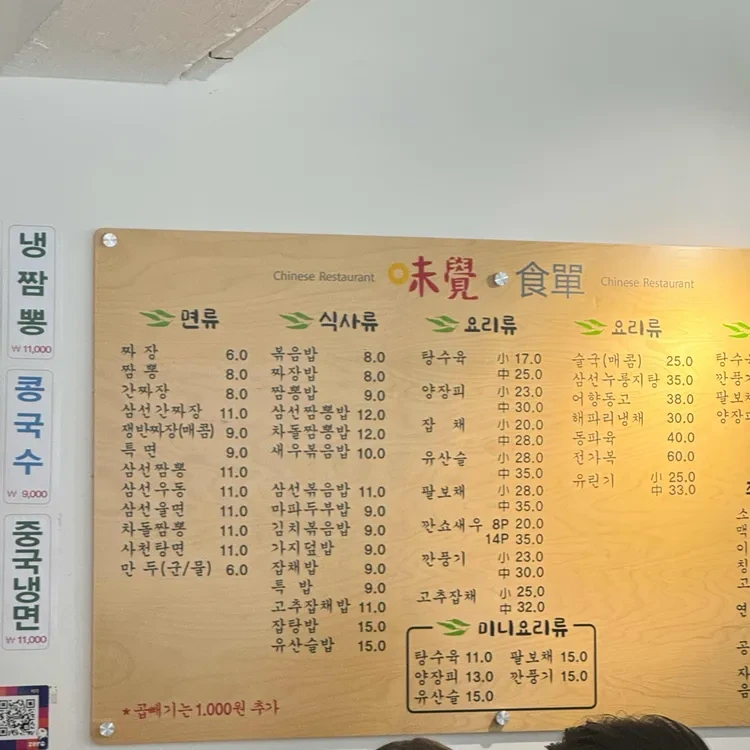 냉짬뽕
₩11,000
콩국수
₩9,000
중국냉면
₩11,000
Chinese Restaurant 味覺·食單 Chinese Restaurant
면류
짜장 6.0
짬뽕 8.0
간짜장 8.0
삼선간짜장 11.0
쟁반짜장(매콤) 9.0
특면 9.0
삼선짬뽕 11.0
삼선우동 11.0
삼선울면 11.0
차돌짬뽕 11.0
사천탕면 11.0
만두(군/물) 6.0
식사류
볶음밥 8.0
짜장밥 8.0
짬뽕밥 9.0
삼선짬뽕밥 12.0
차돌짬뽕밥 12.0
새우볶음밥 10.0
삼선볶음밥 11.0
마파두부밥 9.0
김치볶음밥 9.0
가지덮밥 9.0
잡채밥 9.0
특밥 9.0
고추잡채밥 11.0
잡탕밥 15.0
유산슬밥 15.0
요리류
탕수육 小 17.0
中 25.0
양장피 小 23.0
中 30.0
잡채 小 20.0
中 28.0
유산슬 小 28.0
中 35.0
팔보채 小 28.0
中 35.0
깐쇼새우 8P 20.0
14P 35.0
깐풍기 小 23.0
中 30.0
고추잡채 小 25.0
中 32.0
미니요리류
탕수육 11.0 팔보채 15.0
양장피 13.0 깐풍기 15.0
유산슬 15.0
요리류
술국(매콤) 25.0
삼선누룽지탕 35.0
어향동고 38.0
해파리냉채 30.0
동파육 40.0
전가복 60.0
유린기 小 25.0
中 33.0
탕수육
깐풍기
팔보채
양장피
*곱빼기는 1.000원 추가